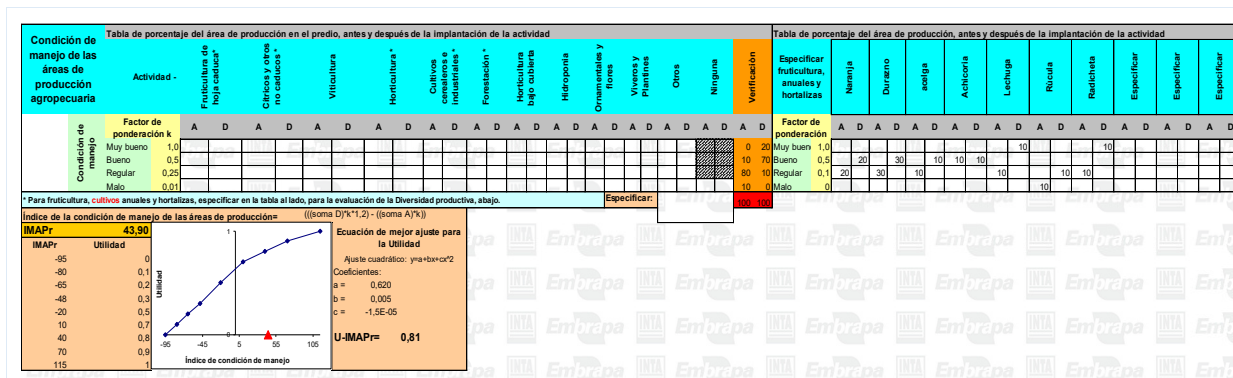 Tabla de porcentaje del área de producción en el predio, antes y después de la implantación de la actividad
Tabla de porcentaje del área de producción, antes y después de la implantación de la actividad
Condición de manejo de las áreas de producción agropecuaria
Actividad -
Fruticultura de hoja caduca*
Cítricos y otros no caducos *
Viticultura
Horticultura *
Cultivos cerealeros e industriales *
Forestación *
Horticultura bajo cubierta
Hidroponia
Ornamentales y flores
Viveros y Plantines
Otros
Ninguna
Verificación
Especificar fruticultura, anuales y hortalizas
Naranja
Durazno
acelga
Achicoria
Lechuga
Rúcula
Radicheta
Especificar
Especificar
Especificar
Condición de manejo
Factor de ponderación k
A D A D A D A D A D A D A D A D A D A D A D A D A D
Factor de ponderación
A D A D A D A D A D A D A D A D A D A D
Muy bueno 1,0 0 20
Muy buen 1,0 10 10
Bueno 0,5 10 70
Bueno 0,5 20 30 10 10 10
Regular 0,25 80 10
Regular 0,1 20 30 10 10 10 10
Malo 0,01 10 0
Malo 0 10
* Para fruticultura, cultivos anuales y hortalizas, especificar en la tabla al lado, para la evaluación de la Diversidad productiva, abajo.
Especificar:
100 100
Índice de la condición de manejo de las áreas de producción= (((soma D)*k*1,2) - ((soma A)*k))
IMAPr 43,90
IMAPr Utilidad
-95 0
-80 0,1
-65 0,2
-48 0,3
-20 0,5
10 0,7
40 0,8
70 0,9
115 1
Utilidad
1
0
-95 -45 5 55 105
Índice de condición de manejo
Ecuación de mejor ajuste para la Utilidad
Ajuste cuadrático: y=a+bx+cx^2
Coeficientes:
a = 0,620
b = 0,005
c = -1,5E-05
U-IMAPr= 0,81
INTA Embrapa